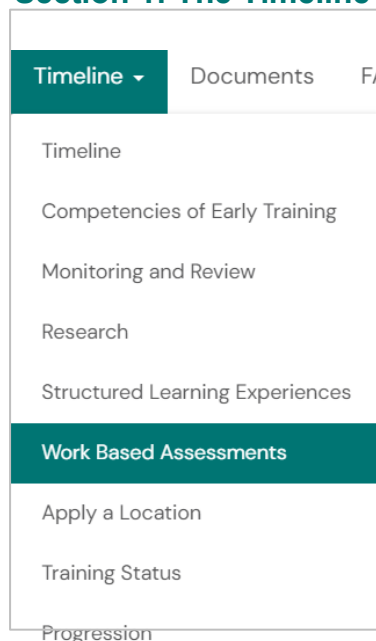 Timeline Documents
Timeline
Competencies of Early Training
Monitoring and Review
Research
Structured Learning Experiences
Work Based Assessments
Apply a Location
Training Status
Progression